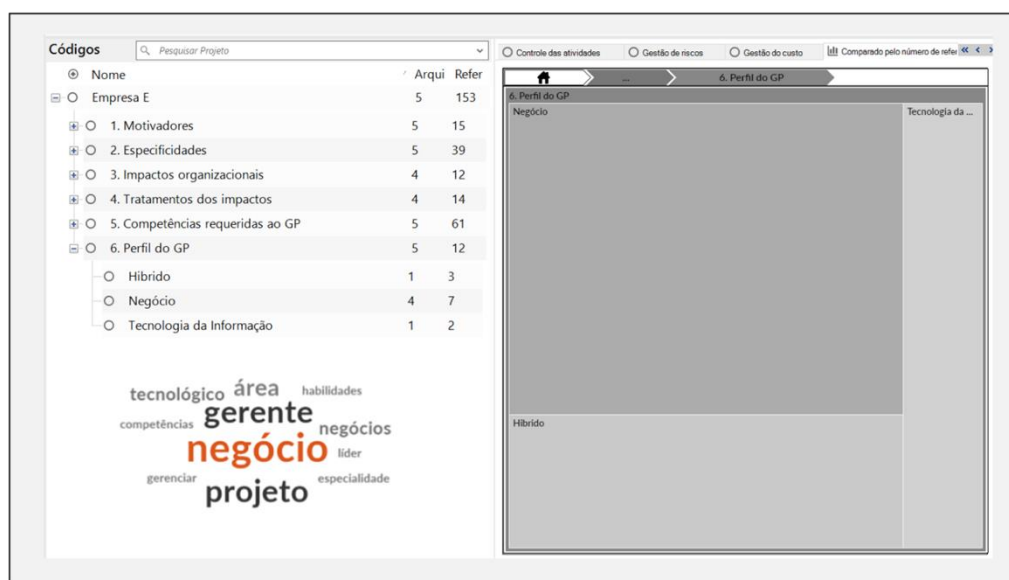 Códigos
Pesquisar Projeto
Nome Arqui Refer
Empresa E 5 153
1. Motivadores 5 15
2. Especificidades 5 39
3. Impactos organizacionais 4 12
4. Tratamentos dos impactos 4 14
5. Competências requeridas ao GP 5 61
6. Perfil do GP 5 12
Hibrido 1 3
Negócio 4 7
Tecnologia da Informação 1 2
tecnológico área habilidades
competências gerente negócios
negócio líder
gerenciar projeto especialidade
Controle das atividades Gestão de riscos Gestão do custo Comparado pelo número de refer
... 6. Perfil do GP
6. Perfil do GP
Negócio Tecnologia da ...
Hibrido